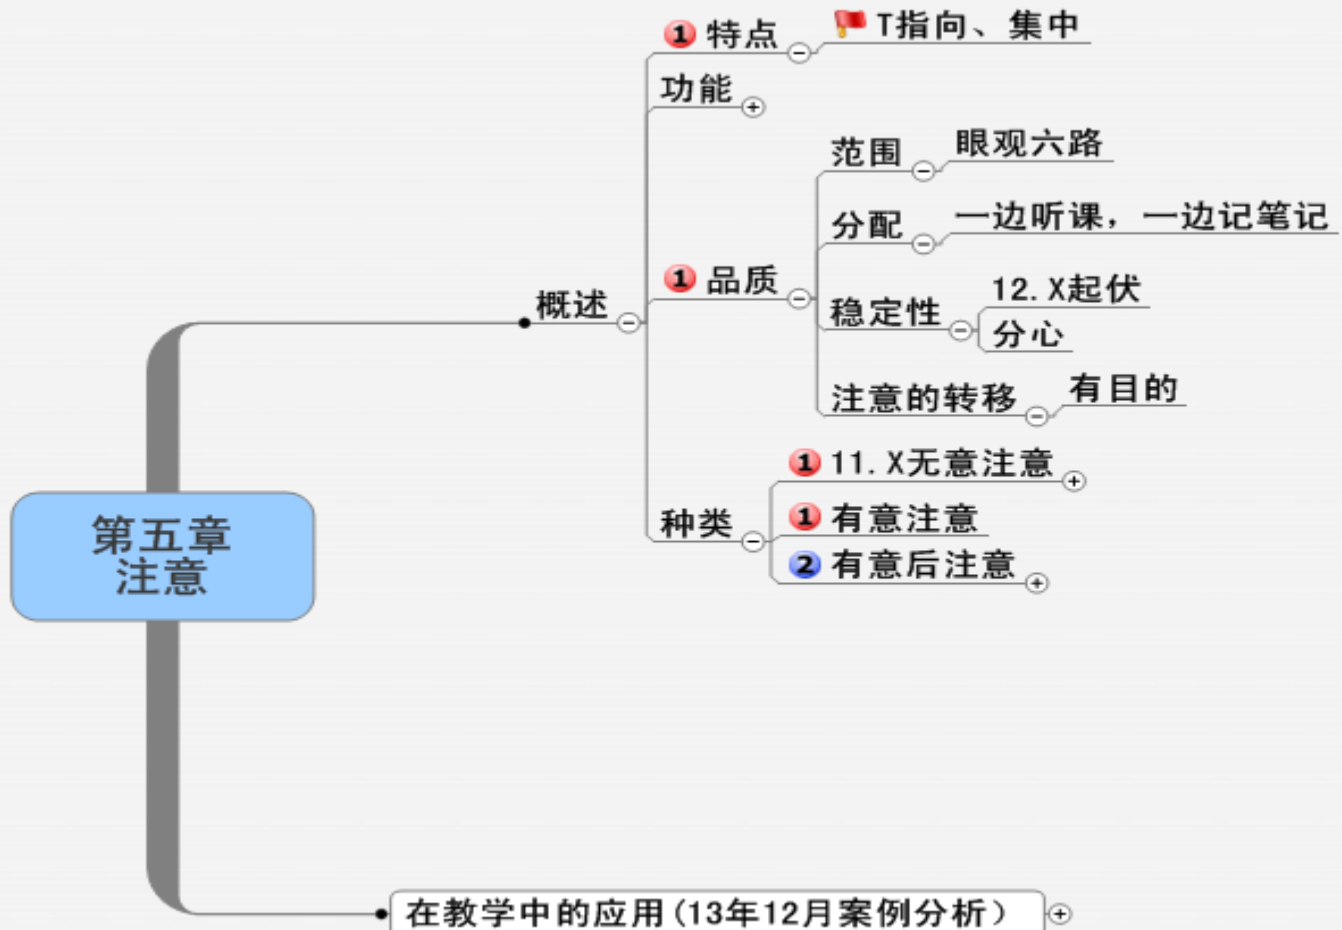 特点
T指向、集中
功能
范围
眼观六路
分配
一边听课，一边记笔记
品质
概述
稳定性
12.X起伏
分心
注意的转移
有目的
11.X无意注意
种类
有意注意
有意后注意
第五章
注意
在教学中的应用(13年12月案例分析）